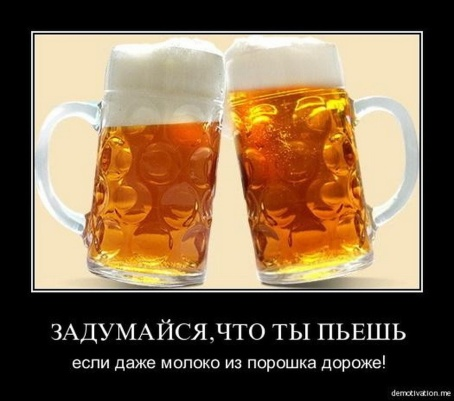 ЗАДУМАЙСЯ,ЧТО ТЫ ПЬЕШЬ
если даже молоко из порошка дороже!
demotivation.me